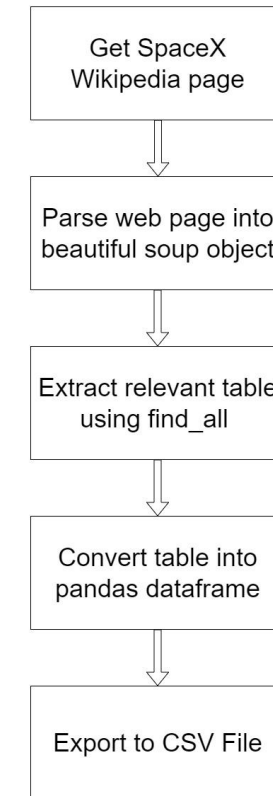 Get SpaceX
Wikipedia page
Parse web page into
beautiful soup object
Extract relevant table
using find_all
Convert table into
pandas dataframe
Export to CSV File